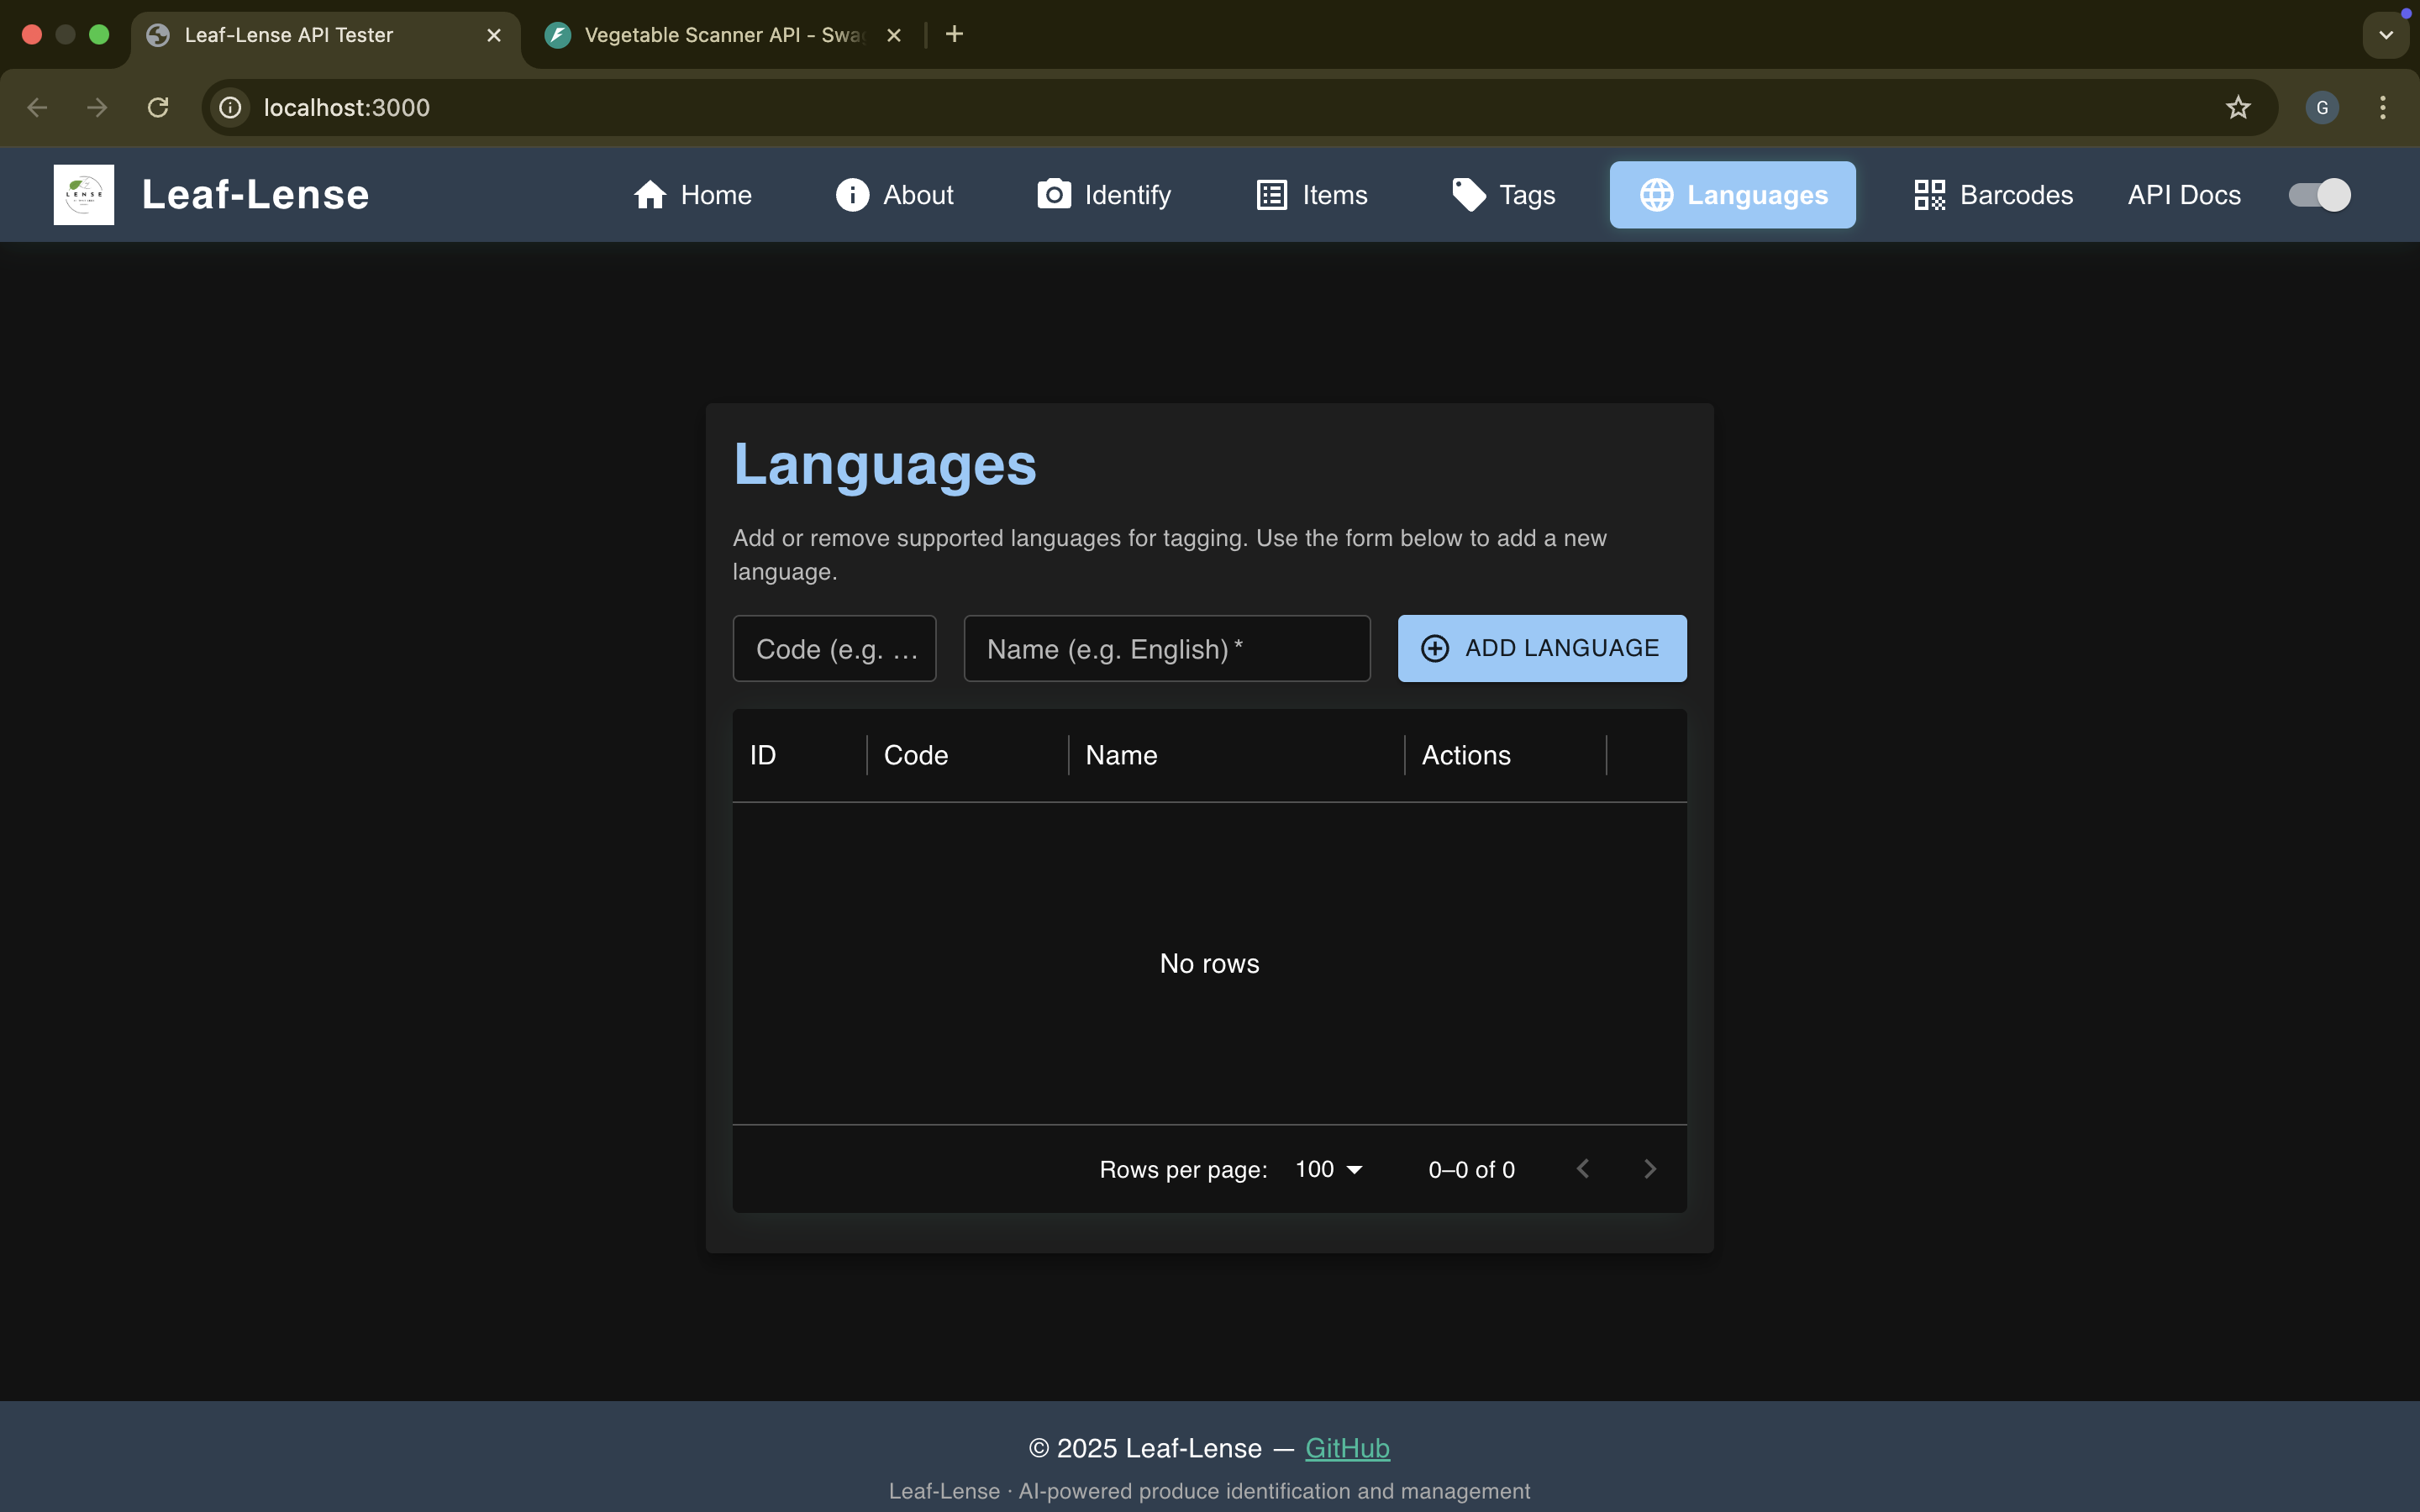 Leaf-Lense API Tester
Vegetable Scanner API - Swa
localhost:3000
G
LENSE
Leaf-Lense
Home
About
Identify
Items
Tags
Languages
Barcodes
API Docs
Languages
Add or remove supported languages for tagging. Use the form below to add a new
language.
Code (e.g. ...
Name (e.g. English) *
ADD LANGUAGE
ID
Code
Name
Actions
No rows
Rows per page:
100
0–0 of 0
© 2025 Leaf-Lense — GitHub
Leaf-Lense · AI-powered produce identification and management